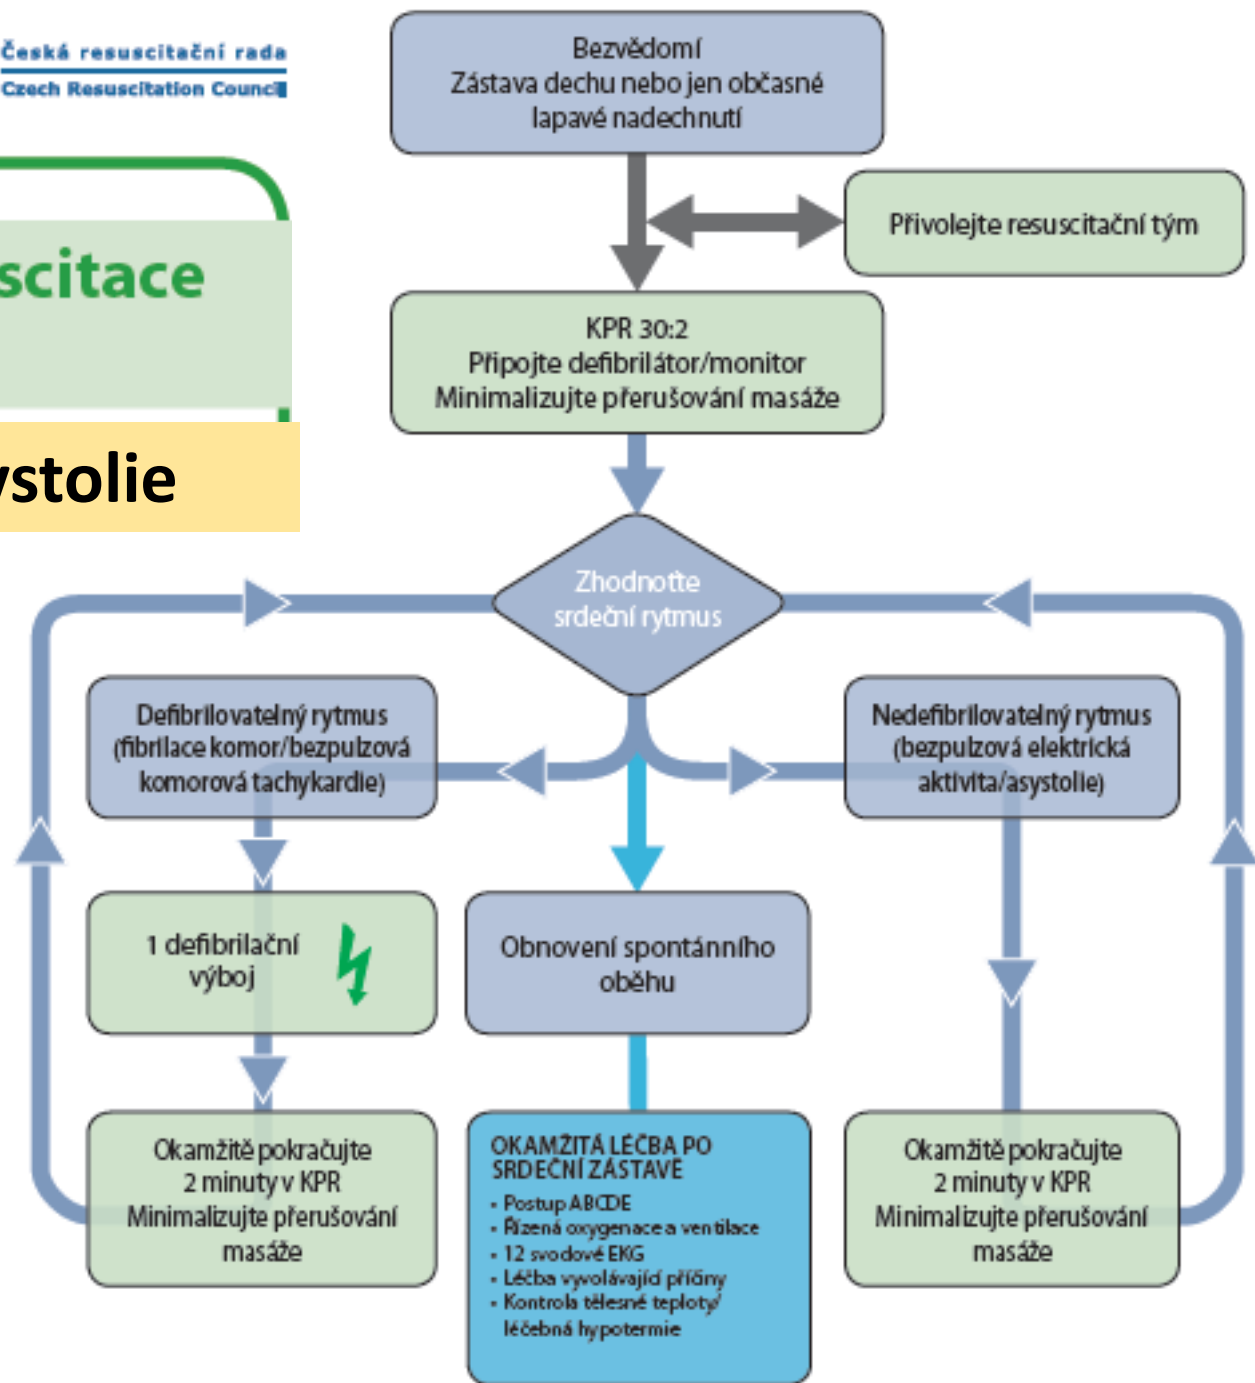 Česká resuscitační rada
Czech Resuscitation Council
scitace
ystolie
Bezvědomí
Zástava dechu nebo jen občasné
lapavé nadechnutí
Přivolejte resuscitační tým
KPR 30:2
Připojte defibrilátor/monitor
Minimalizujte přerušování masáže
Zhodnoťte
srdeční rytmus
Defibrilovatelný rytmus
(fibrilace komor/bezpulzová
komorová tachykardie)
Nedefibrilovatelný rytmus
(bezpulzová elektrická
aktivita/asystolie)
1 defibrilační
výboj
Obnovení spontánního
oběhu
Okamžitě pokračujte
2 minuty v KPR
Minimalizujte přerušování
masáže
OKAMŽITÁ LÉČBA PO
SRDEČNÍ ZÁSTAVĚ
• Postup ABCDE
• Řízená oxygenace a ventilace
• 12 svodové EKG
• Léčba vyvolávající příčiny
• Kontrola tělesné teploty/
léčebná hypotermie
Okamžitě pokračujte
2 minuty v KPR
Minimalizujte přerušování
masáže